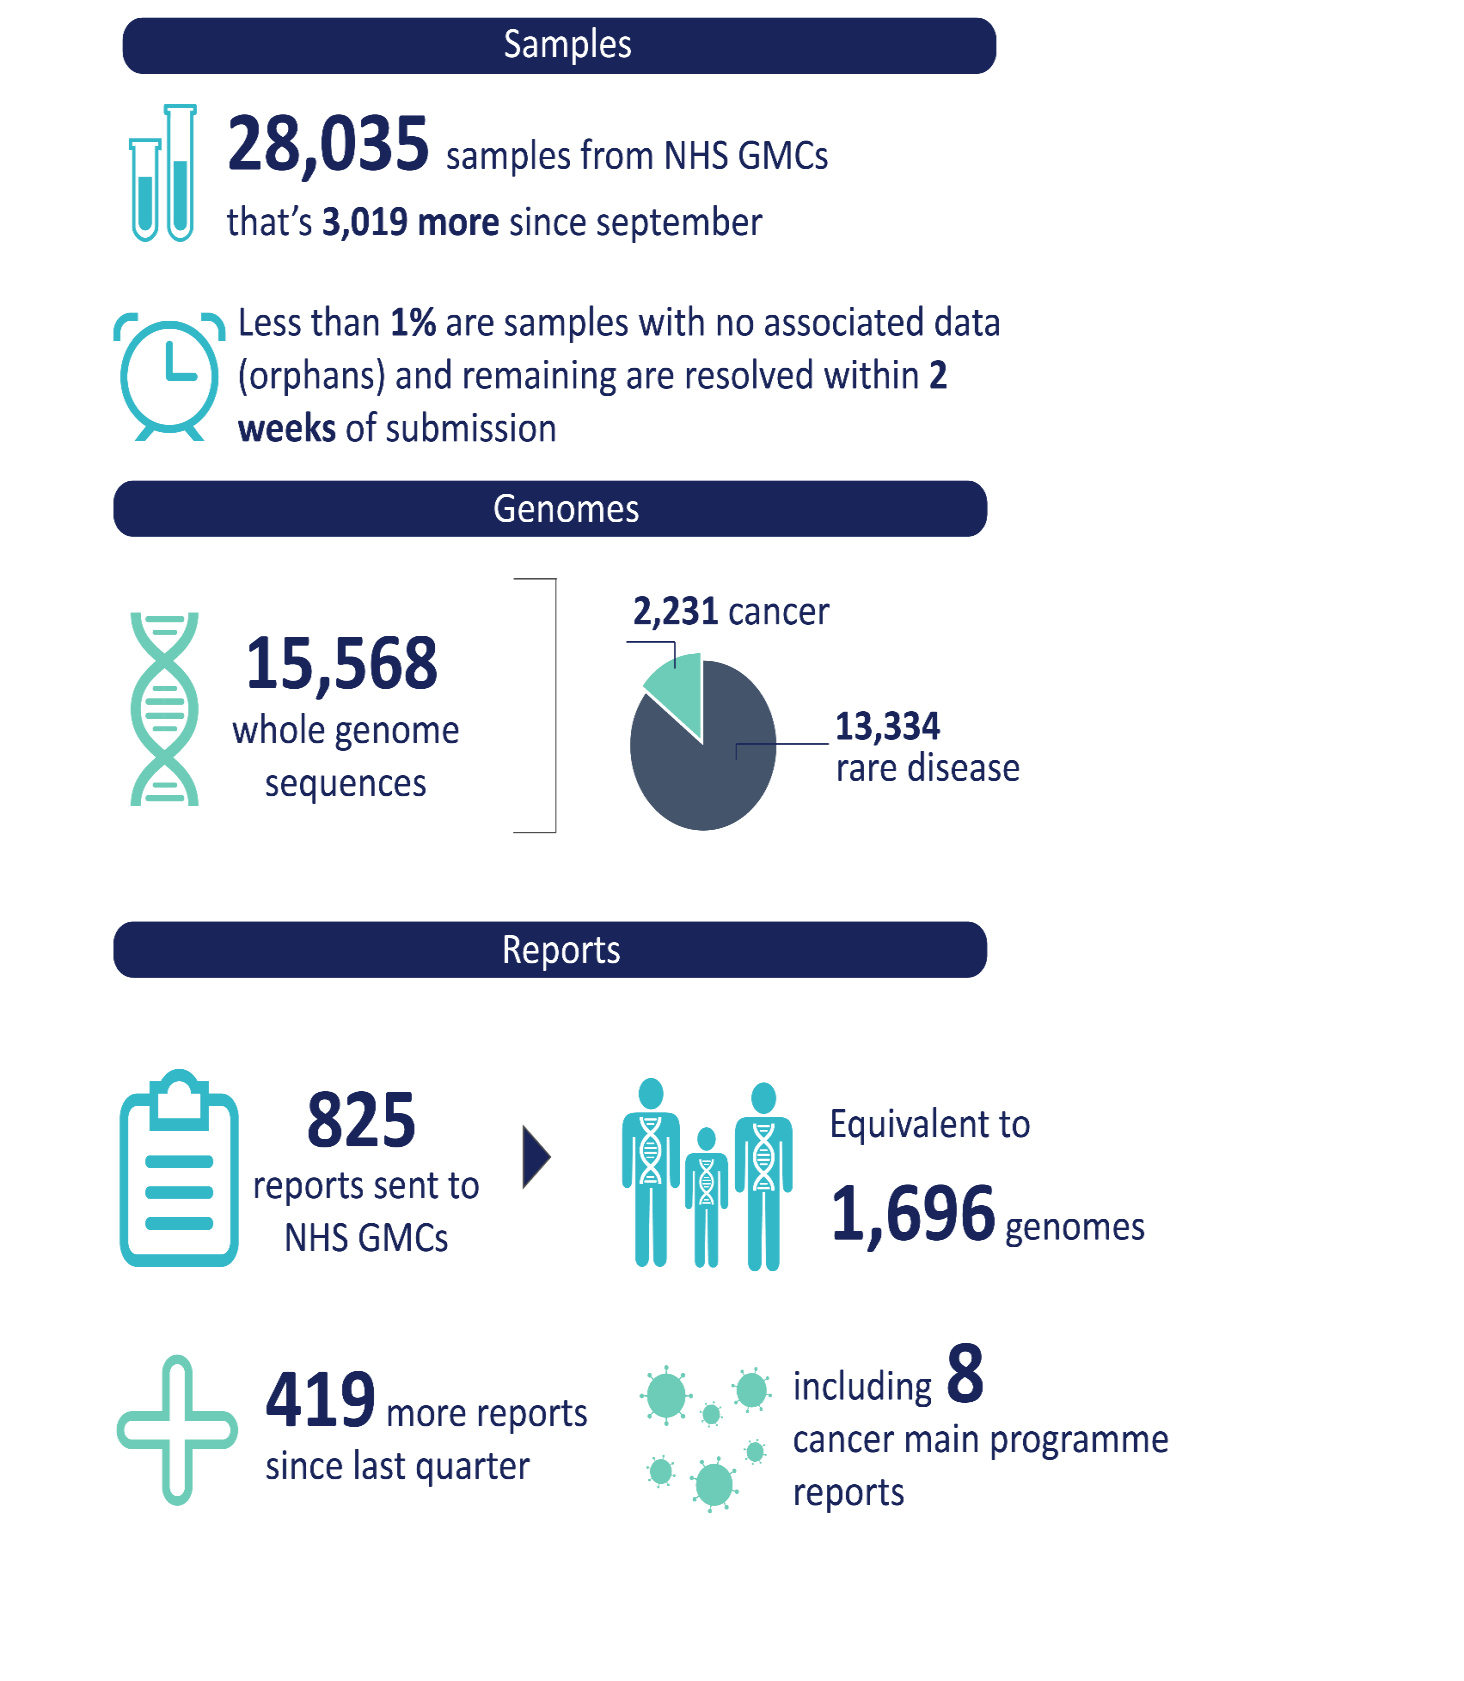 Samples
28,035 samples from NHS GMCs
that’s 3,019 more since september
Less than 1% are samples with no associated data
(orphans) and remaining are resolved within 2
weeks of submission
Genomes
15,568
whole genome
sequences
2,231 cancer
13,334
rare disease
Reports
825
reports sent to
NHS GMCs
Equivalent to
1,696 genomes
419 more reports
since last quarter
including 8
cancer main programme
reports